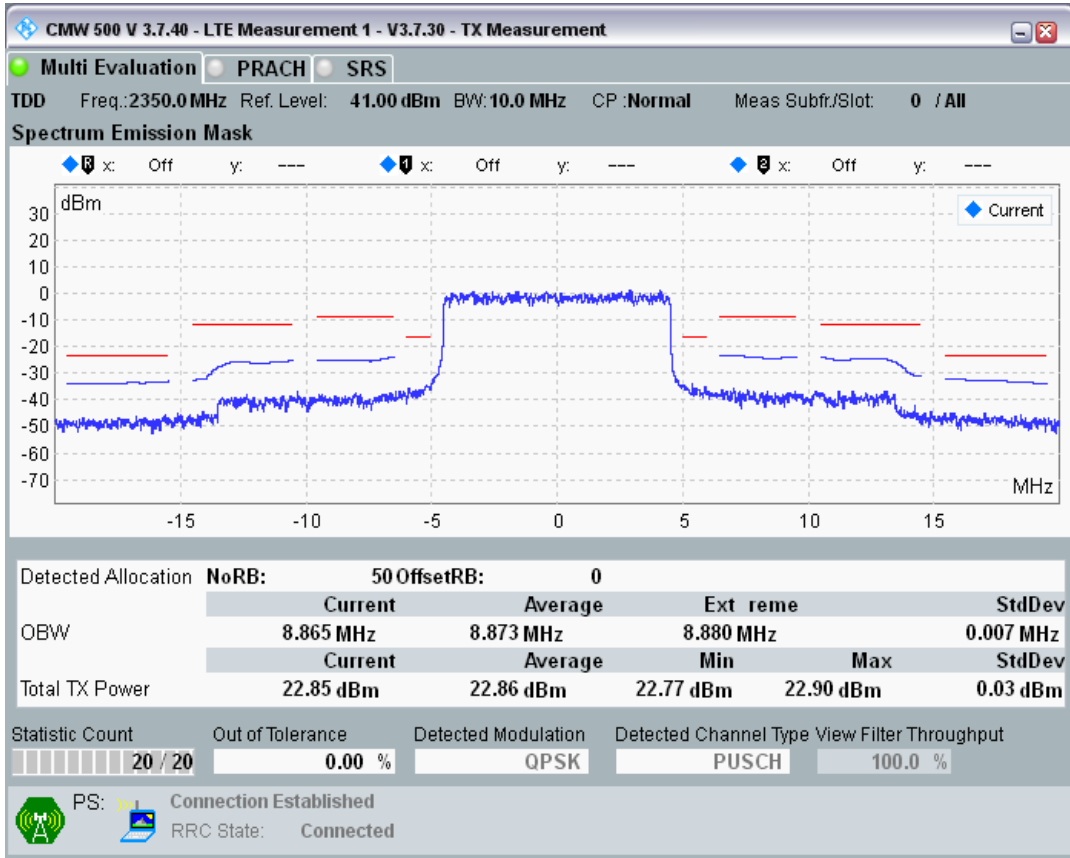 CMW 500 V 3.7.40 - LTE Measurement 1 - V3.7.30 - TX Measurement
Multi Evaluation PRACH SRS
TDD Freq.:2350.0 MHz Ref. Level: 41.00 dBm BW: 10.0 MHz CP :Normal Meas Subfr./Slot: 0 / All
Spectrum Emission Mask
R x: Off y: --- 1 x: Off y: --- 2 x: Off y: ---
dBm
Current
30
20
10
0
-10
-20
-30
-40
-50
-60
-70
MHz
-15 -10 -5 0 5 10 15
Detected Allocation NoRB: 50 OffsetRB: 0
Current Average Ext reme StdDev
OBW 8.865 MHz 8.873 MHz 8.880 MHz 0.007 MHz
Current Average Min Max StdDev
Total TX Power 22.85 dBm 22.86 dBm 22.77 dBm 22.90 dBm 0.03 dBm
Statistic Count Out of Tolerance Detected Modulation Detected Channel Type View Filter Throughput
20 / 20 0.00 % QPSK PUSCH 100.0 %
PS: Connection Established
RRC State: Connected